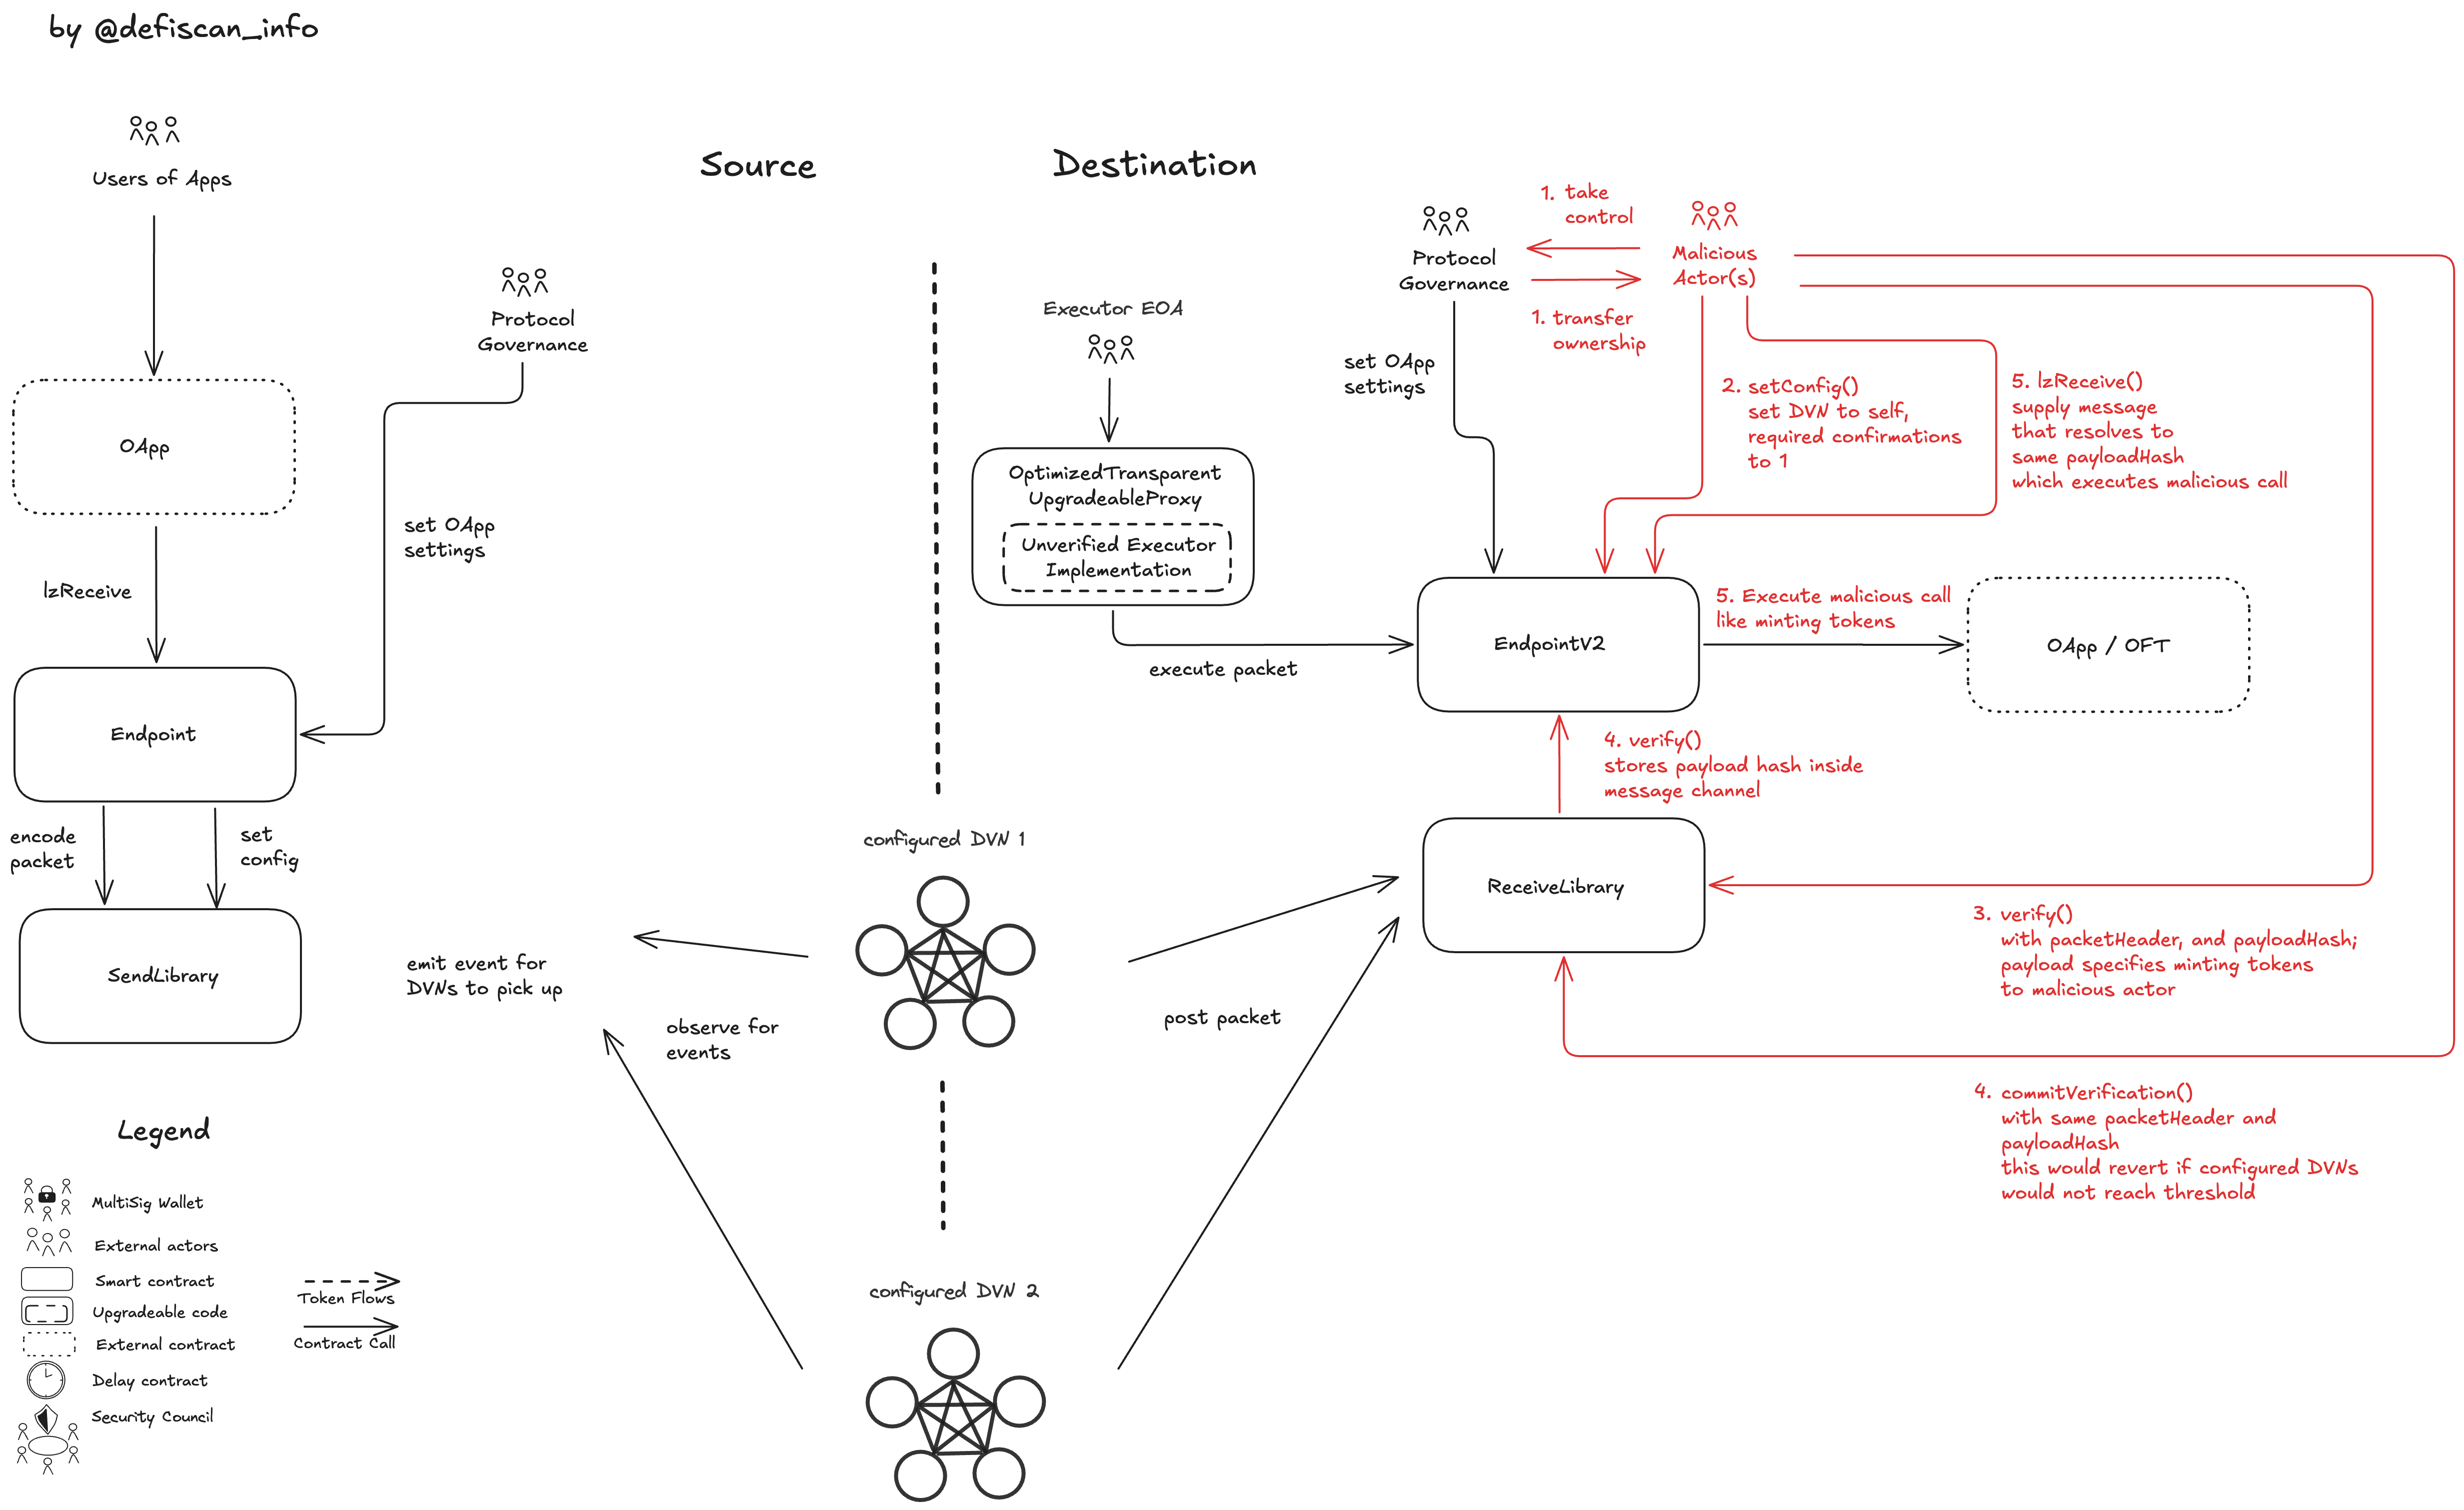 by @defiscan_info
Users of Apps
Source
Destination
OApp
lzReceive
Endpoint
encode
packet
set
config
SendLibrary
Protocol
Governance
set OApp
settings
emit event for
DVNs to pick up
observe for
events
configured DVN 1
configured DVN 2
post packet
Executor EOA
OptimizedTransparent
UpgradeableProxy
Unverified Executor
Implementation
execute packet
Protocol
Governance
set OApp
settings
1. take
control
1. transfer
ownership
Malicious
Actor(s)
2. setConfig()
set DVN to self,
required confirmations
to 1
5. lzReceive()
supply message
that resolves to
same payloadHash
which executes malicious call
EndpointV2
5. Execute malicious call
like minting tokens
OApp / OFT
4. verify()
stores payload hash inside
message channel
ReceiveLibrary
3. verify()
with packetHeader, and payloadHash;
payload specifies minting tokens
to malicious actor
4. commitVerification()
with same packetHeader and
payloadHash
this would revert if configured DVNs
would not reach threshold
Legend
MultiSig Wallet
External actors
Smart contract
Upgradeable code
External contract
Delay contract
Security Council
Token Flows
Contract Call